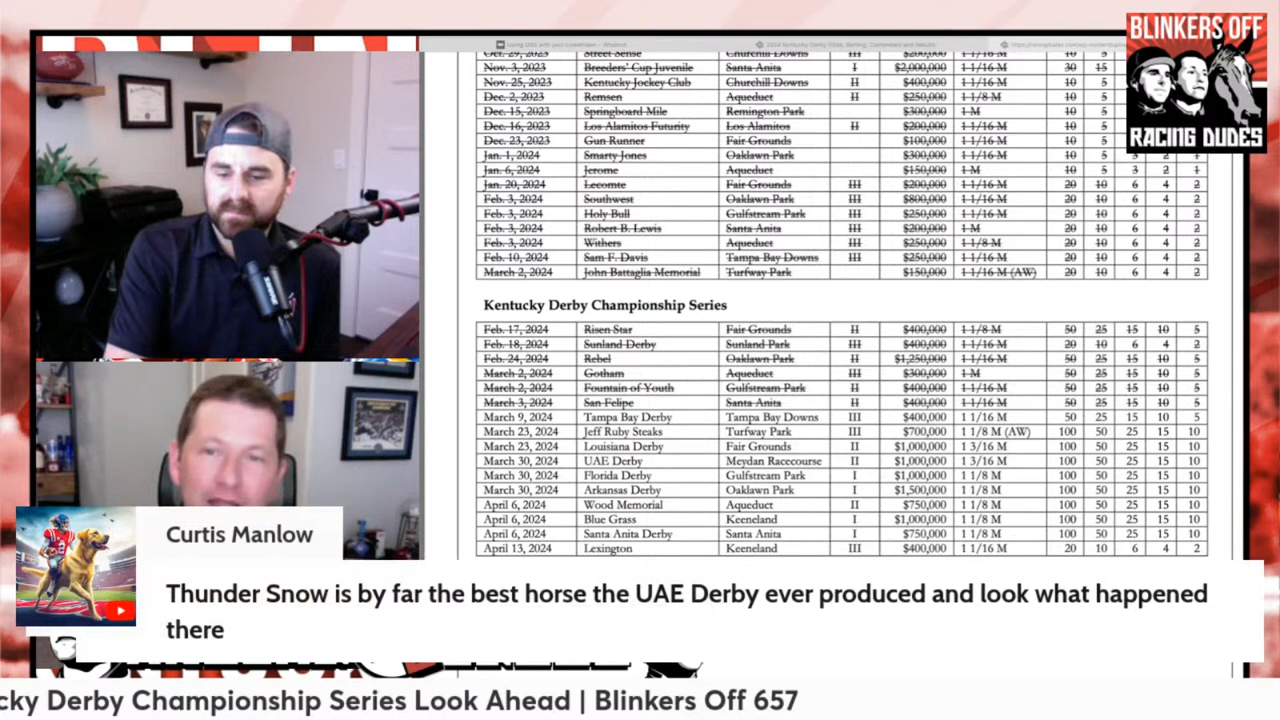 BLINKERS OFF
RACING DUDES
Oct. 29, 2023 Street Sense Churchill Downs III $200,000 1 1/16 M 10 5
Nov. 3, 2023 Breeders' Cup Juvenile Santa Anita I $2,000,000 1 1/16 M 30 15
Nov. 25, 2023 Kentucky Jockey Club Churchill Downs II $400,000 1 1/16 M 10 5
Dec. 2, 2023 Remsen Aqueduct II $250,000 1 1/8 M 10 5
Dec. 15, 2023 Springboard Mile Remington Park $300,000 1 M 10 5
Dec. 16, 2023 Los Alamitos Futurity Los Alamitos II $200,000 1 1/16 M 10 5
Dec. 23, 2023 Gun Runner Fair Grounds $100,000 1 1/16 M 10 5
Jan. 1, 2024 Smarty Jones Oaklawn Park $300,000 1 1/16 M 10 5 3 2 1
Jan. 6, 2024 Jerome Aqueduct $150,000 1 M 10 5 3 2 1
Jan. 20, 2024 Lecomte Fair Grounds III $200,000 1 1/16 M 20 10 6 4 2
Feb. 3, 2024 Southwest Oaklawn Park III $800,000 1 1/16 M 20 10 6 4 2
Feb. 3, 2024 Holy Bull Gulfstream Park III $250,000 1 1/16 M 20 10 6 4 2
Feb. 3, 2024 Robert B. Lewis Santa Anita III $200,000 1 M 20 10 6 4 2
Feb. 3, 2024 Withers Aqueduct III $250,000 1 1/8 M 20 10 6 4 2
Feb. 10, 2024 Sam F. Davis Tampa Bay Downs III $250,000 1 1/16 M 20 10 6 4 2
March 2, 2024 John Battaglia Memorial Turfway Park $150,000 1 1/16 M (AW) 20 10 6 4 2
Kentucky Derby Championship Series
Feb. 17, 2024 Risen Star Fair Grounds II $400,000 1 1/8 M 50 25 15 10 5
Feb. 18, 2024 Sunland Derby Sunland Park III $400,000 1 1/16 M 20 10 6 4 2
Feb. 24, 2024 Rebel Oaklawn Park II $1,250,000 1 1/16 M 50 25 15 10 5
March 2, 2024 Gotham Aqueduct III $300,000 1 M 50 25 15 10 5
March 2, 2024 Fountain of Youth Gulfstream Park II $400,000 1 1/16 M 50 25 15 10 5
March 3, 2024 San Felipe Santa Anita II $400,000 1 1/16 M 50 25 15 10 5
March 9, 2024 Tampa Bay Derby Tampa Bay Downs III $400,000 1 1/16 M 50 25 15 10 5
March 23, 2024 Jeff Ruby Steaks Turfway Park III $700,000 1 1/8 M (AW) 100 50 25 15 10
March 23, 2024 Louisiana Derby Fair Grounds II $1,000,000 1 3/16 M 100 50 25 15 10
March 30, 2024 UAE Derby Meydan Racecourse II $1,000,000 1 3/16 M 100 50 25 15 10
March 30, 2024 Florida Derby Gulfstream Park I $1,000,000 1 1/8 M 100 50 25 15 10
March 30, 2024 Arkansas Derby Oaklawn Park I $1,500,000 1 1/8 M 100 50 25 15 10
April 6, 2024 Wood Memorial Aqueduct II $750,000 1 1/8 M 100 50 25 15 10
April 6, 2024 Blue Grass Keeneland I $1,000,000 1 1/8 M 100 50 25 15 10
April 6, 2024 Santa Anita Derby Santa Anita I $750,000 1 1/8 M 100 50 25 15 10
April 13, 2024 Lexington Keeneland III $400,000 1 1/16 M 20 10 6 4 2
Curtis Manlow
Thunder Snow is by far the best horse the UAE Derby ever produced and look what happened
there
cky Derby Championship Series Look Ahead | Blinkers Off 657